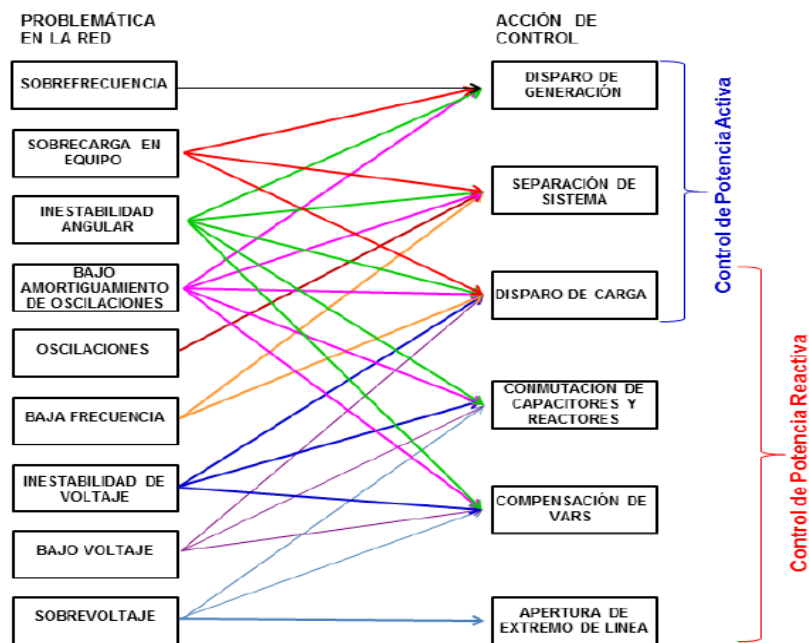 PROBLEMÁTICA
EN LA RED
SOBREFRECUENCIA
SOBRECARGA EN
EQUIPO
INESTABILIDAD
ANGULAR
BAJO
AMORTIGUAMIENTO
DE OSCILACIONES
OSCILACIONES
BAJA FRECUENCIA
INESTABILIDAD DE
VOLTAJE
BAJO VOLTAJE
SOBREVOLTAJE
ACCIÓN DE
CONTROL
DISPARO DE
GENERACIÓN
SEPARACIÓN DE
SISTEMA
DISPARO DE CARGA
CONMUTACION DE
CAPACITORES Y
REACTORES
COMPENSACIÓN DE
VARS
APERTURA DE
EXTREMO DE LINEA
Control de Potencia Activa
Control de Potencia Reactiva